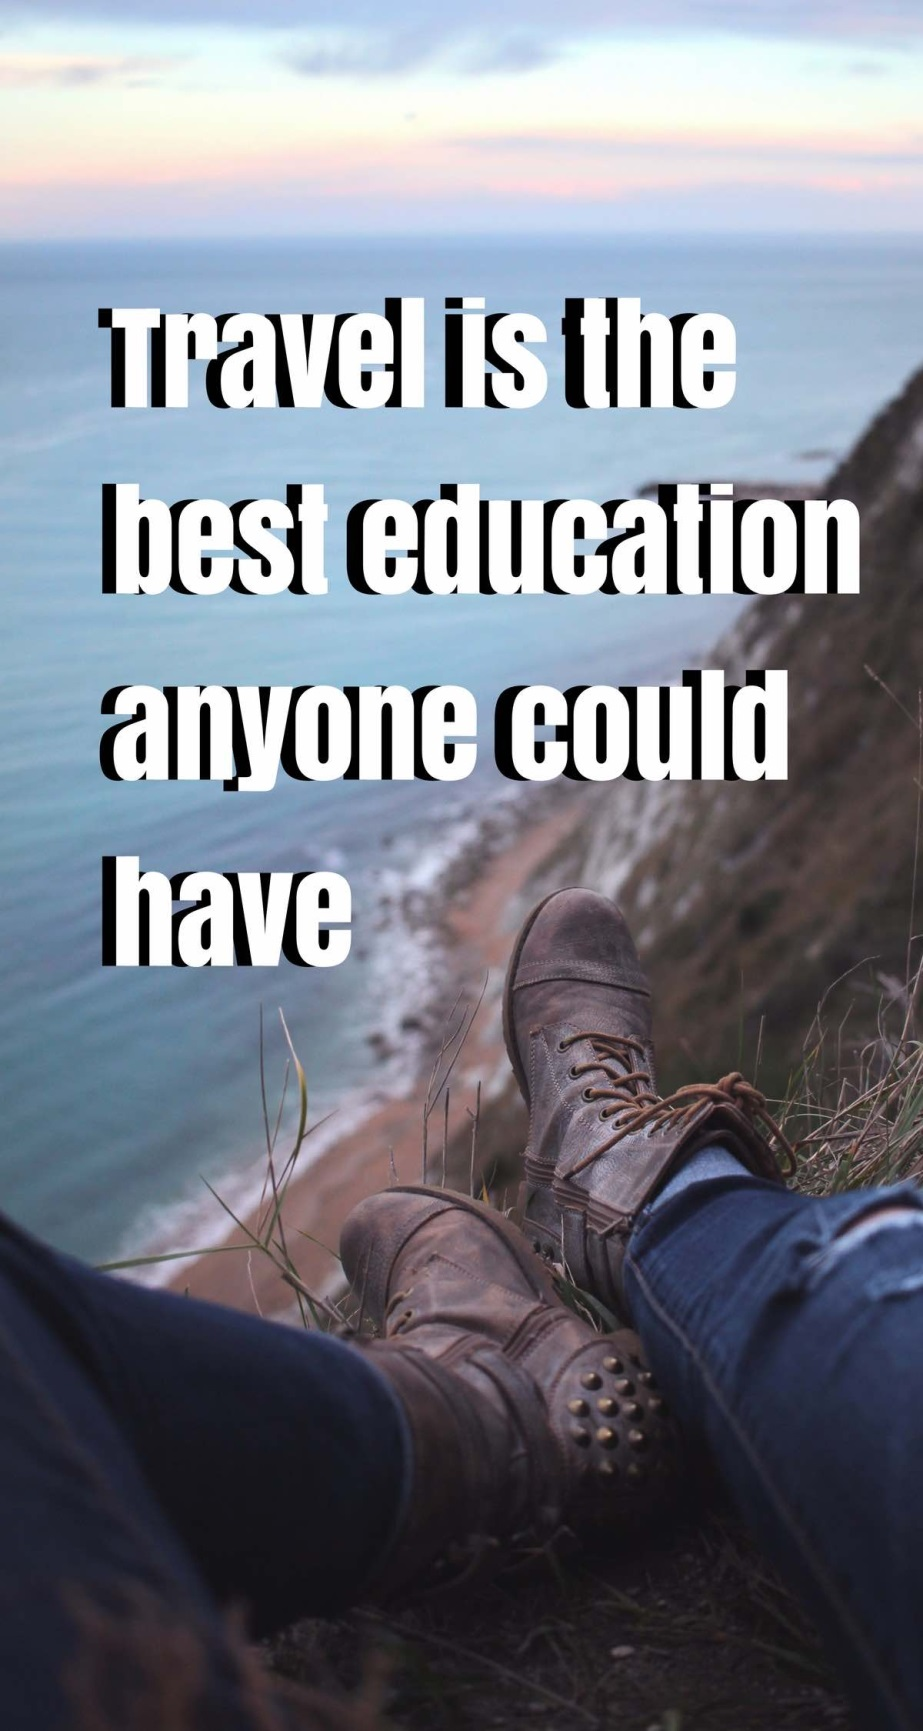 Travel is the
best education
anyone could
have